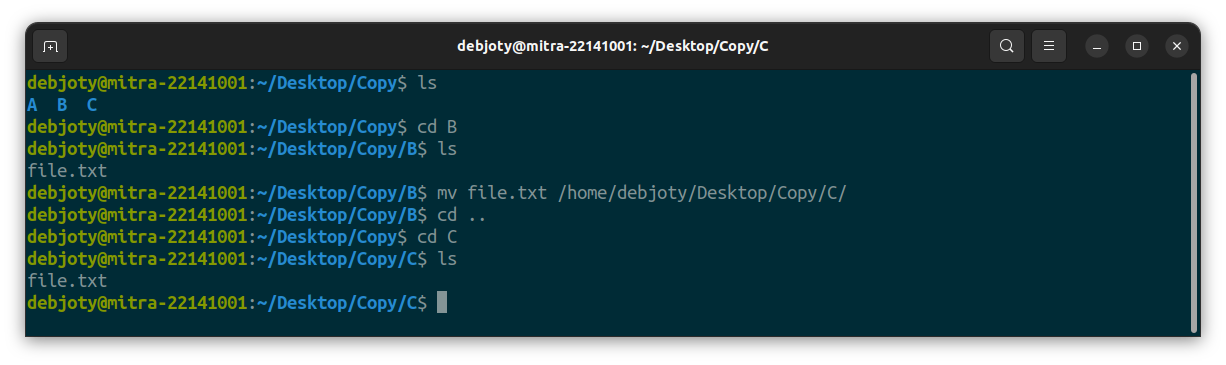 debjoty@mitra-22141001: ~/Desktop/Copy/C
debjoty@mitra-22141001:~/Desktop/Copy$ ls
A  B  C
debjoty@mitra-22141001:~/Desktop/Copy$ cd B
debjoty@mitra-22141001:~/Desktop/Copy/B$ ls
file.txt
debjoty@mitra-22141001:~/Desktop/Copy/B$ mv file.txt /home/debjoty/Desktop/Copy/C/
debjoty@mitra-22141001:~/Desktop/Copy/B$ cd ..
debjoty@mitra-22141001:~/Desktop/Copy$ cd C
debjoty@mitra-22141001:~/Desktop/Copy/C$ ls
file.txt
debjoty@mitra-22141001:~/Desktop/Copy/C$